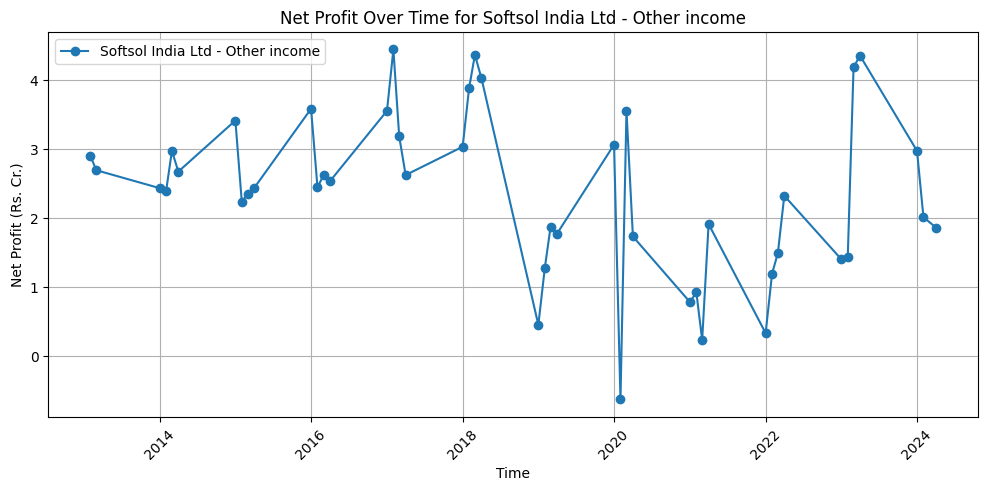 Net Profit Over Time for Softsol India Ltd - Other income
Softsol India Ltd - Other income
Net Profit (Rs. Cr.)
4
3
2
1
0
2014
2016
2018
2020
2022
2024
Time